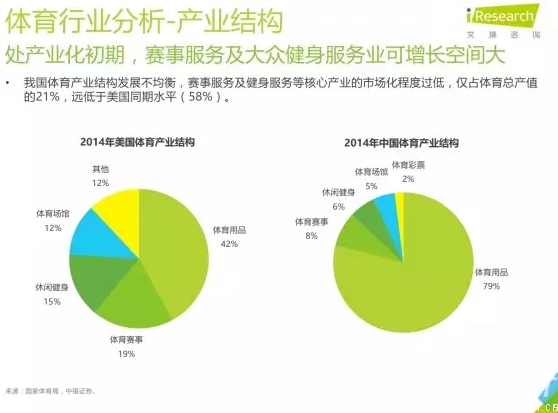 体育行业分析-产业结构
iResearch
艾瑞咨询
处产业化初期，赛事服务及大众健身服务业可增长空间大
• 我国体育产业结构发展不均衡，赛事服务及健身服务等核心产业的市场化程度过低，仅占体育总产值
的21%，远低于美国同期水平（58%）。
2014年美国体育产业结构
其他
12%
体育场馆
12%
体育用品
42%
休闲健身
15%
体育赛事
19%
2014年中国体育产业结构
体育彩票
2%
体育场馆
5%
休闲健身
6%
体育赛事
8%
体育用品
79%
来源：国家体育局，中银证券。